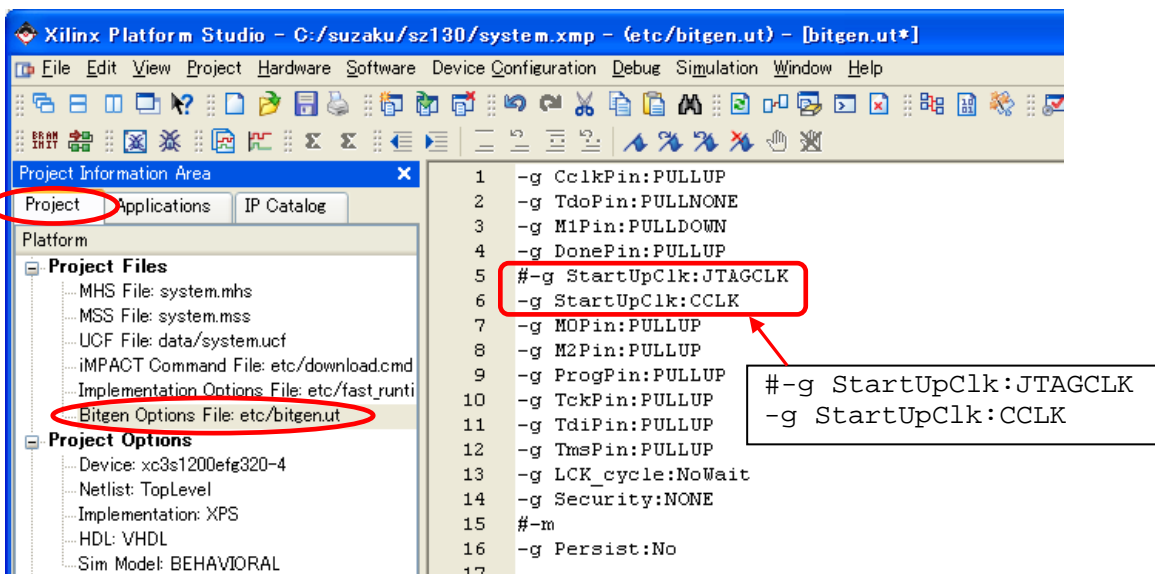 Xilinx Platform Studio - C:/suzaku/sz130/system.xmp - (etc/bitgen.ut) - [bitgen.ut*]
File Edit View Project Hardware Software Device Configuration Debug Simulation Window Help
BRAM INIT
Project Information Area
Project Applications IP Catalog
Platform
Project Files
MHS File: system.mhs
MSS File: system.mss
UCF File: data/system.ucf
iMPACT Command File: etc/download.cmd
Implementation Options File: etc/fast_runti
Bitgen Options File: etc/bitgen.ut
Project Options
Device: xc3s1200efg320-4
Netlist: TopLevel
Implementation: XPS
HDL: VHDL
Sim Model: BEHAVIORAL
1 -g CclkPin:PULLUP
2 -g TdoPin:PULLNONE
3 -g M1Pin:PULLDOWN
4 -g DonePin:PULLUP
5 #-g StartUpClk:JTAGCLK
6 -g StartUpClk:CCLK
7 -g M0Pin:PULLUP
8 -g M2Pin:PULLUP
9 -g ProgPin:PULLUP
10 -g TckPin:PULLUP
11 -g TdiPin:PULLUP
12 -g TmsPin:PULLUP
13 -g LCK_cycle:NoWait
14 -g Security:NONE
15 #-m
16 -g Persist:No
17
#-g StartUpClk:JTAGCLK
-g StartUpClk:CCLK